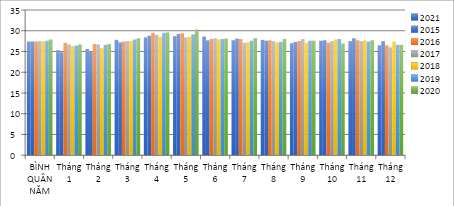 35
30
25
20
15
10
5
0
BÌNH QUÂN NĂM
Tháng 1
Tháng 2
Tháng 3
Tháng 4
Tháng 5
Tháng 6
Tháng 7
Tháng 8
Tháng 9
Tháng 10
Tháng 11
Tháng 12
2021
2015
2016
2017
2018
2019
2020